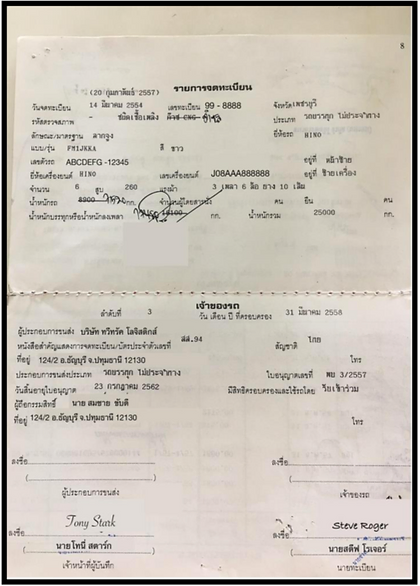 8
รายการจดทะเบียน
(20 กุมภาพันธ์ 2557)
วันจดทะเบียน 14 มีนาคม 2554 เลขทะเบียน 99 - 8888 จังหวัด เพชรบุรี
รหัสตรวจสภาพ - ชนิดเชื้อเพลิง ดีเซล CNG ประเภท รถบรรทุก ไม่ประจำทาง
ลักษณะ/มาตรฐาน ลากจูง ยี่ห้อรถ HINO
แบบ/รุ่น FM1JKKA สี ขาว
เลขตัวรถ ABCDEFG -12345 อยู่ที่
ยี่ห้อเครื่องยนต์ HINO เลขเครื่องยนต์ J08AAA888888 อยู่ที่ ซ้ายเครื่อง
จำนวน 6 สูบ 260 แรงม้า 3 เพลา 6 ล้อ ยาง 10 เส้น
น้ำหนักรถ 8900 กก. จำนวนผู้โดยสารนั่ง คน ยืน คน
น้ำหนักบรรทุกหรือน้ำหนักลงเพลา 16100 กก. น้ำหนักรวม 25000 กก.
เจ้าของรถ
ลำดับที่ 3 วัน เดือน ปี ที่ครอบครอง 31 มีนาคม 2558
ผู้ประกอบการขนส่ง บริษัท ทวีทรัค โลจิสติกส์
หนังสือสำคัญแสดงการจดทะเบียน/บัตรประจำตัวเลขที่ สส.94 สัญชาติ ไทย
ที่อยู่ 124/2 อ.ธัญบุรี จ.ปทุมธานี 12130 โทร
ประกอบการขนส่งประเภท รถบรรทุก ไม่ประจำทาง ใบอนุญาตเลขที่ พย 3/2557
วันสิ้นอายุใบอนุญาต 23 กรกฎาคม 2562 มีสิทธิครอบครองและใช้รถโดย
ผู้ถือกรรมสิทธิ์ นาย สมชาย ขับดี
ที่อยู่ 124/2 อ.ธัญบุรี จ.ปทุมธานี 12130 โทร
ลงชื่อ ลงชื่อ
( ) ( )
ผู้ประกอบการขนส่ง เจ้าของรถ
ลงชื่อ Tony Stark ลงชื่อ Steve Roger
( นายโทนี่ สตาร์ก ) ( นายสตีฟ โรเจอร์ )
เจ้าหน้าที่ผู้บันทึก นายทะเบียน